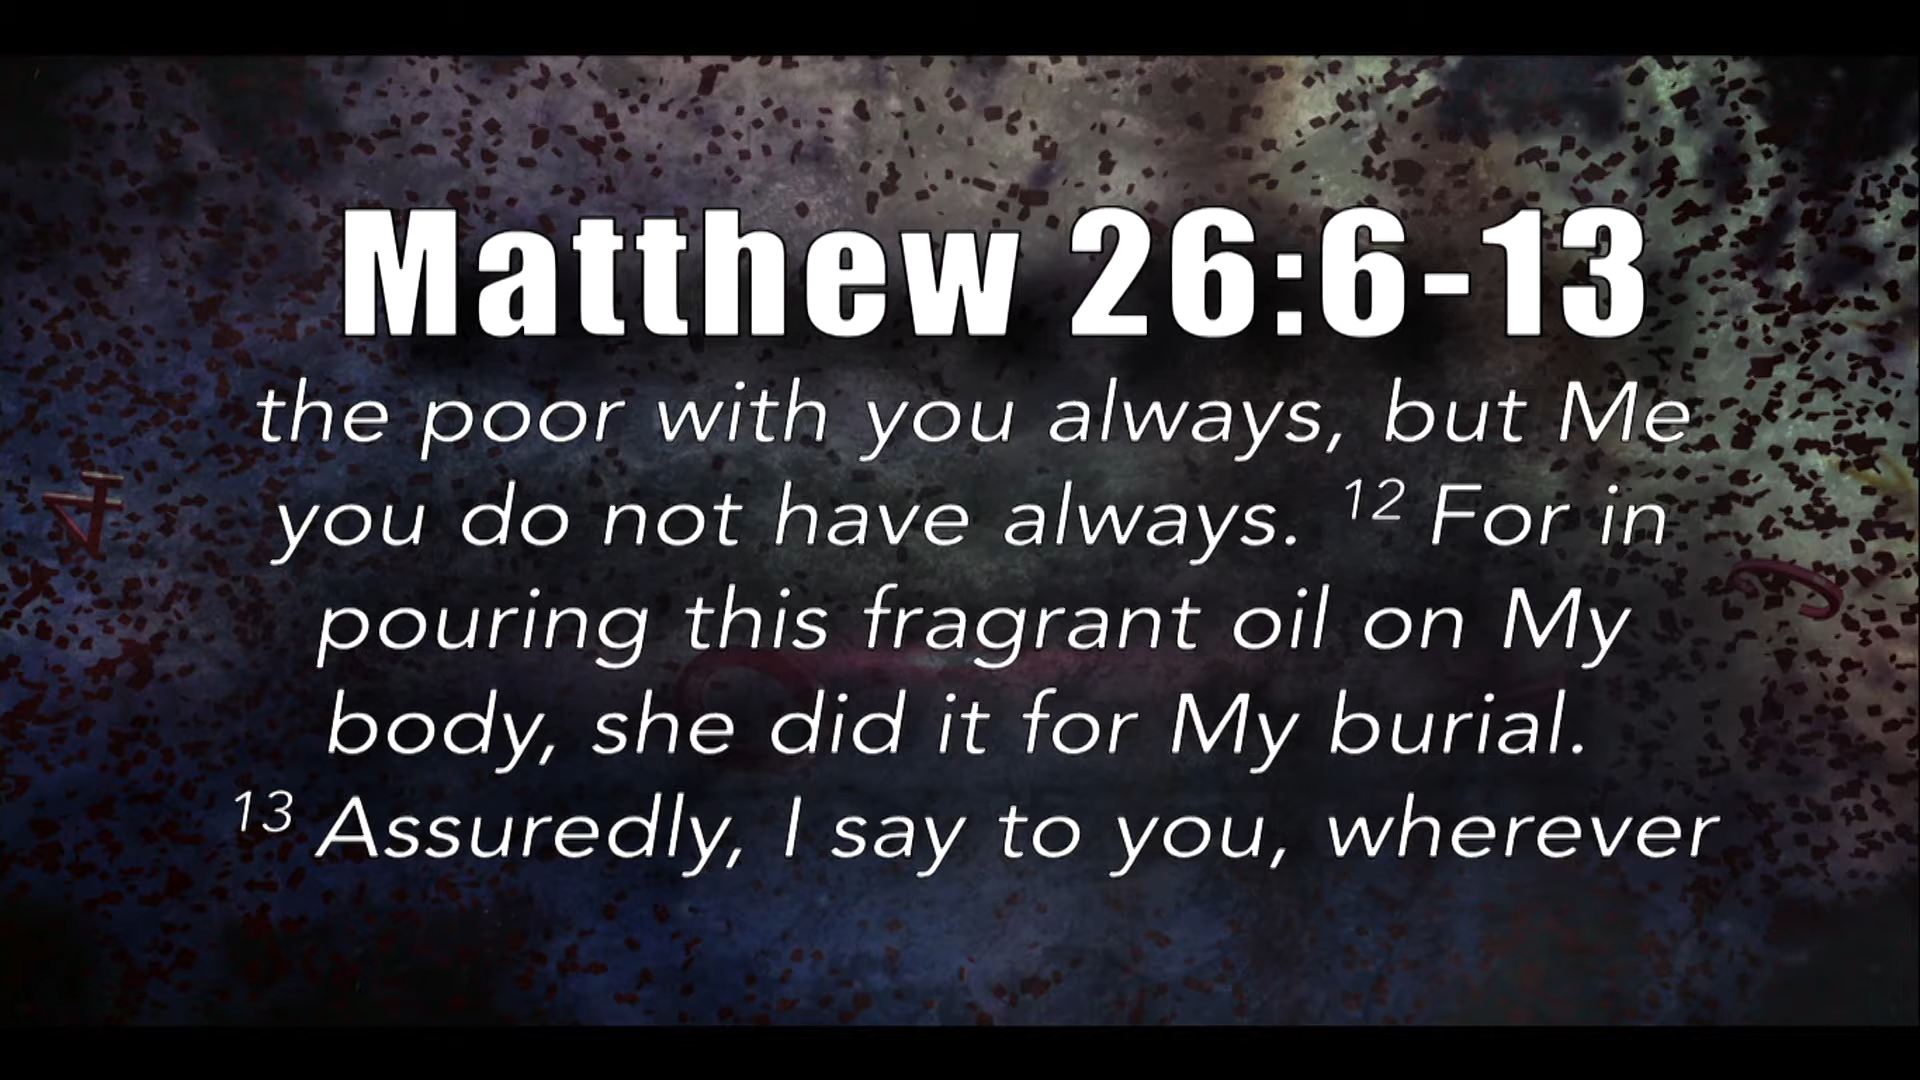 Matthew 26:6-13
the poor with you always, but Me
you do not have always. 12 For in
pouring this fragrant oil on My
body, she did it for My burial.
13 Assuredly, I say to you, wherever